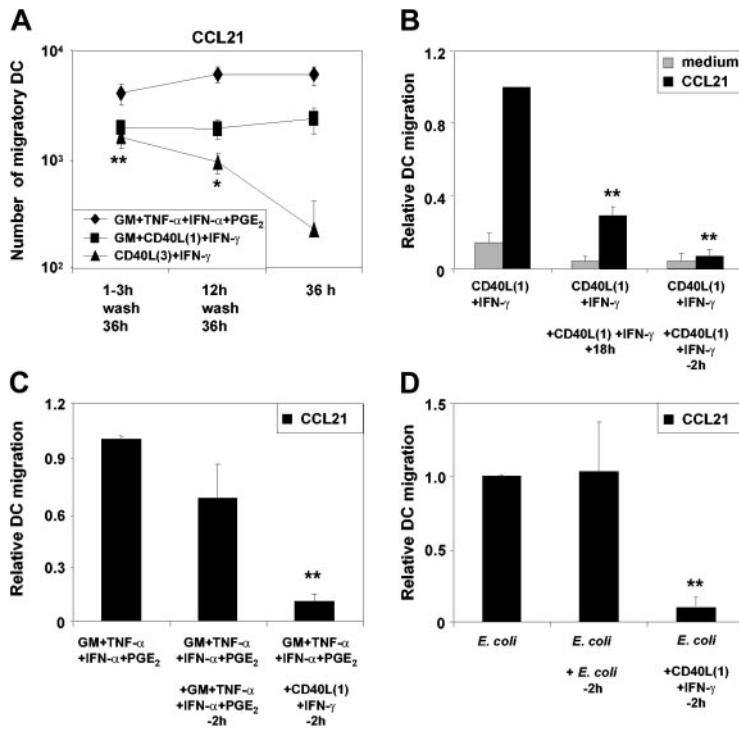 A
CCL21
Number of migratory DC
10⁴
10³
10²
**
*
GM+TNF-α+IFN-α+PGE₂
GM+CD40L(1)+IFN-γ
CD40L(3)+IFN-γ
1-3h
wash
36h
12h
wash
36h
36 h
B
Relative DC migration
1.2
0.8
0.4
0
medium
CCL21
**
**
CD40L(1)
+IFN-γ
CD40L(1)
+IFN-γ
+CD40L(1) +IFN-γ
+18h
CD40L(1)
+IFN-γ
+CD40L(1)
+IFN-γ
-2h
C
Relative DC migration
1.2
0.9
0.6
0.3
0
CCL21
**
GM+TNF-α
+IFN-α+PGE₂
GM+TNF-α
+IFN-α+PGE₂
+GM+TNF-α
+IFN-α+PGE₂
-2h
GM+TNF-α
+IFN-α+PGE₂
+CD40L(1)
+IFN-γ
-2h
D
Relative DC migration
1.5
1.0
0.5
0
CCL21
**
E. coli
E. coli
+ E. coli
-2h
E. coli
+CD40L(1)
+IFN-γ
-2h